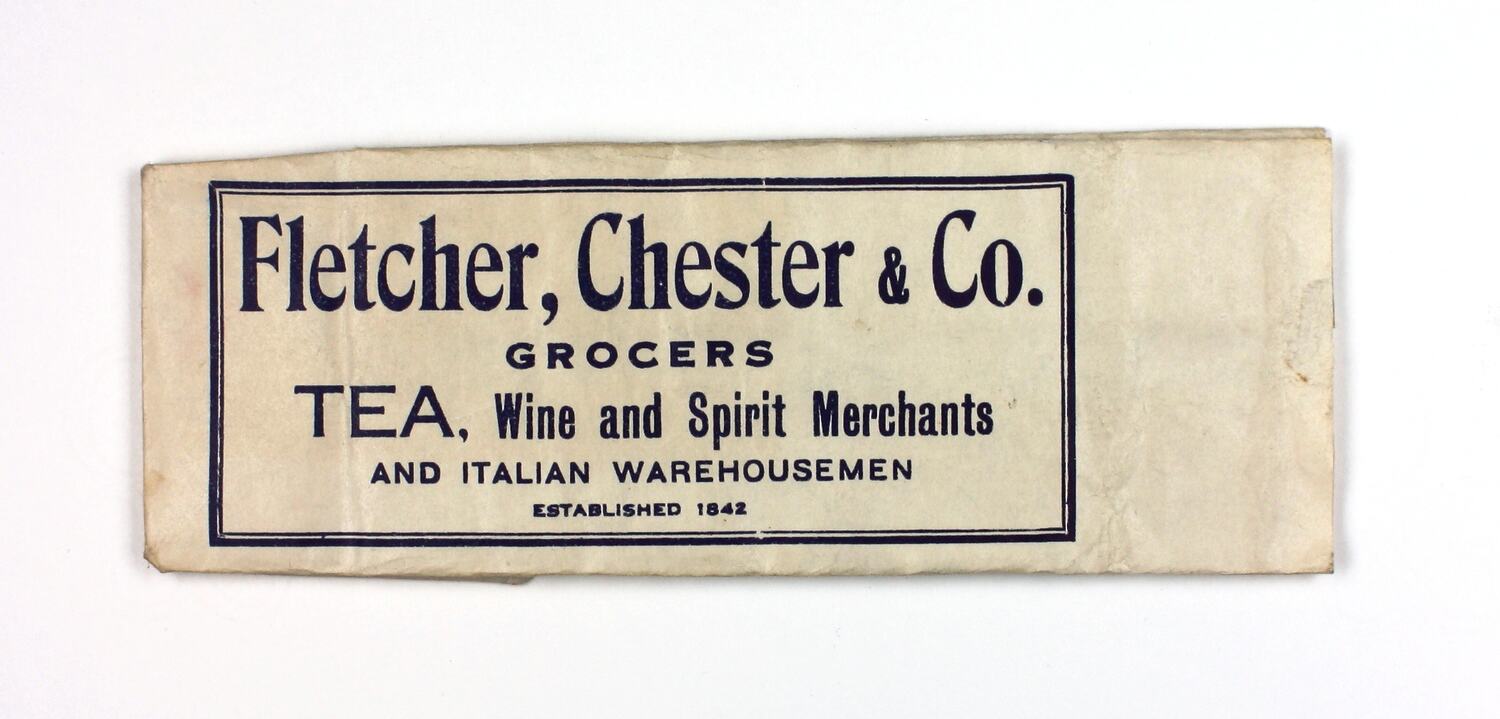 Fletcher, Chester & Co.
GROCERS
TEA, Wine and Spirit Merchants
AND ITALIAN WAREHOUSEMEN
ESTABLISHED 1842